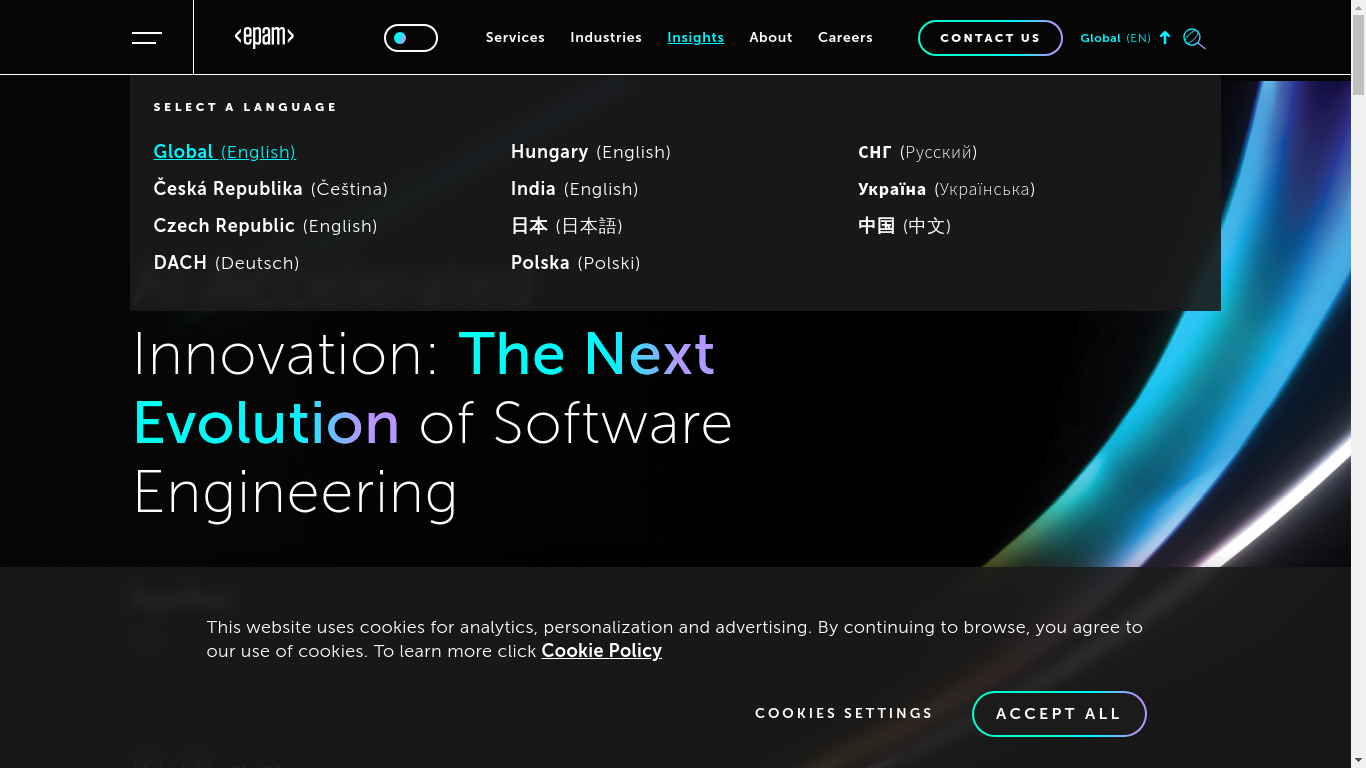 <epam>
Services Industries Insights About Careers CONTACT US Global (EN)
SELECT A LANGUAGE
Global (English)
Česká Republika (Čeština)
Czech Republic (English)
DACH (Deutsch)
Hungary (English)
India (English)
日本 (日本語)
Polska (Polski)
СНГ (Русский)
Україна (Українська)
中国 (中文)
AI-Accelerated
Innovation: The Next
Evolution of Software
Engineering
This website uses cookies for analytics, personalization and advertising. By continuing to browse, you agree to
our use of cookies. To learn more click Cookie Policy
COOKIES SETTINGS ACCEPT ALL